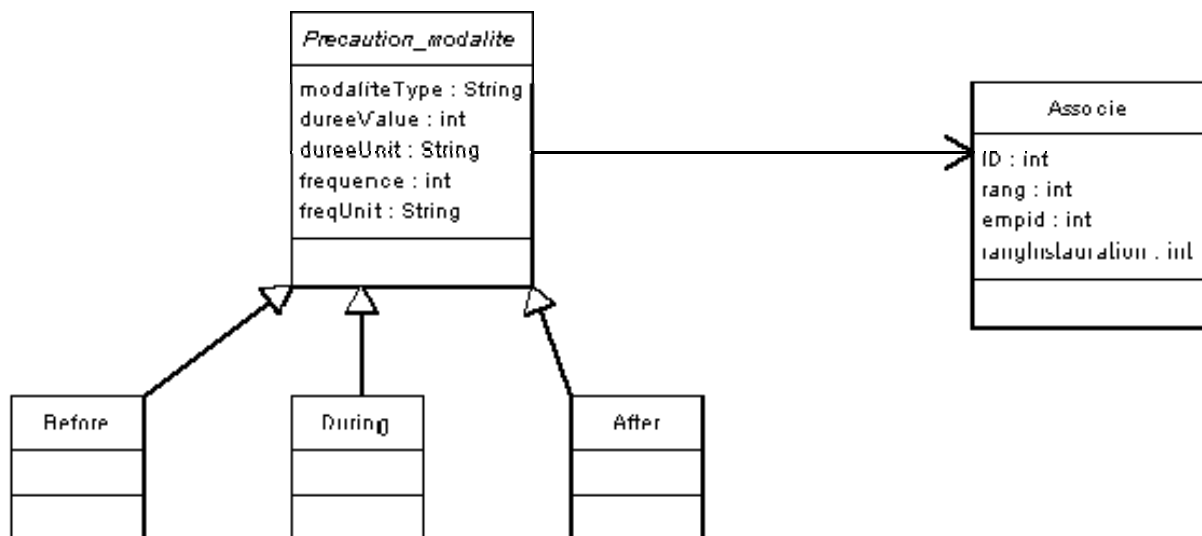 Precaution_modalite
modaliteType : String
dureeValue : int
dureeUnit : String
frequence : int
freqUnit : String
Associe
ID : int
rang : int
empid : int
rangInstauration : int
Before
During
After